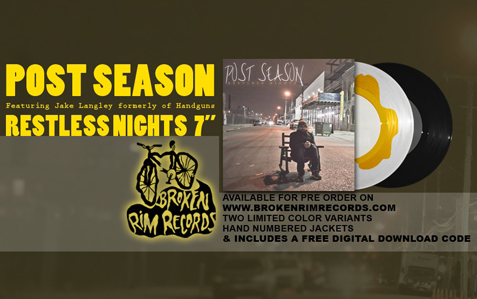 POST SEASON
Featuring Jake Langley formerly of Handguns
RESTLESS NIGHTS 7"
POST SEASON
BROKEN
RIM RECORDS
AVAILABLE FOR PRE ORDER ON
WWW.BROKENRIMRECORDS.COM
TWO LIMITED COLOR VARIANTS
HAND NUMBERED JACKETS
& INCLUDES A FREE DIGITAL DOWNLOAD CODE